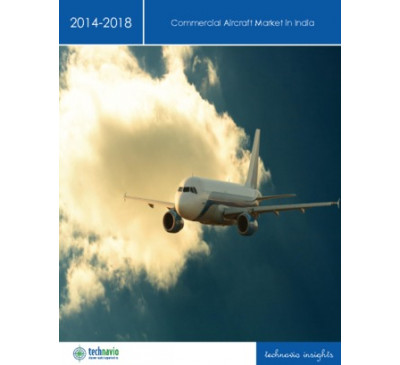 2014-2018
Commercial Aircraft Market in India
technavio
technavio insights